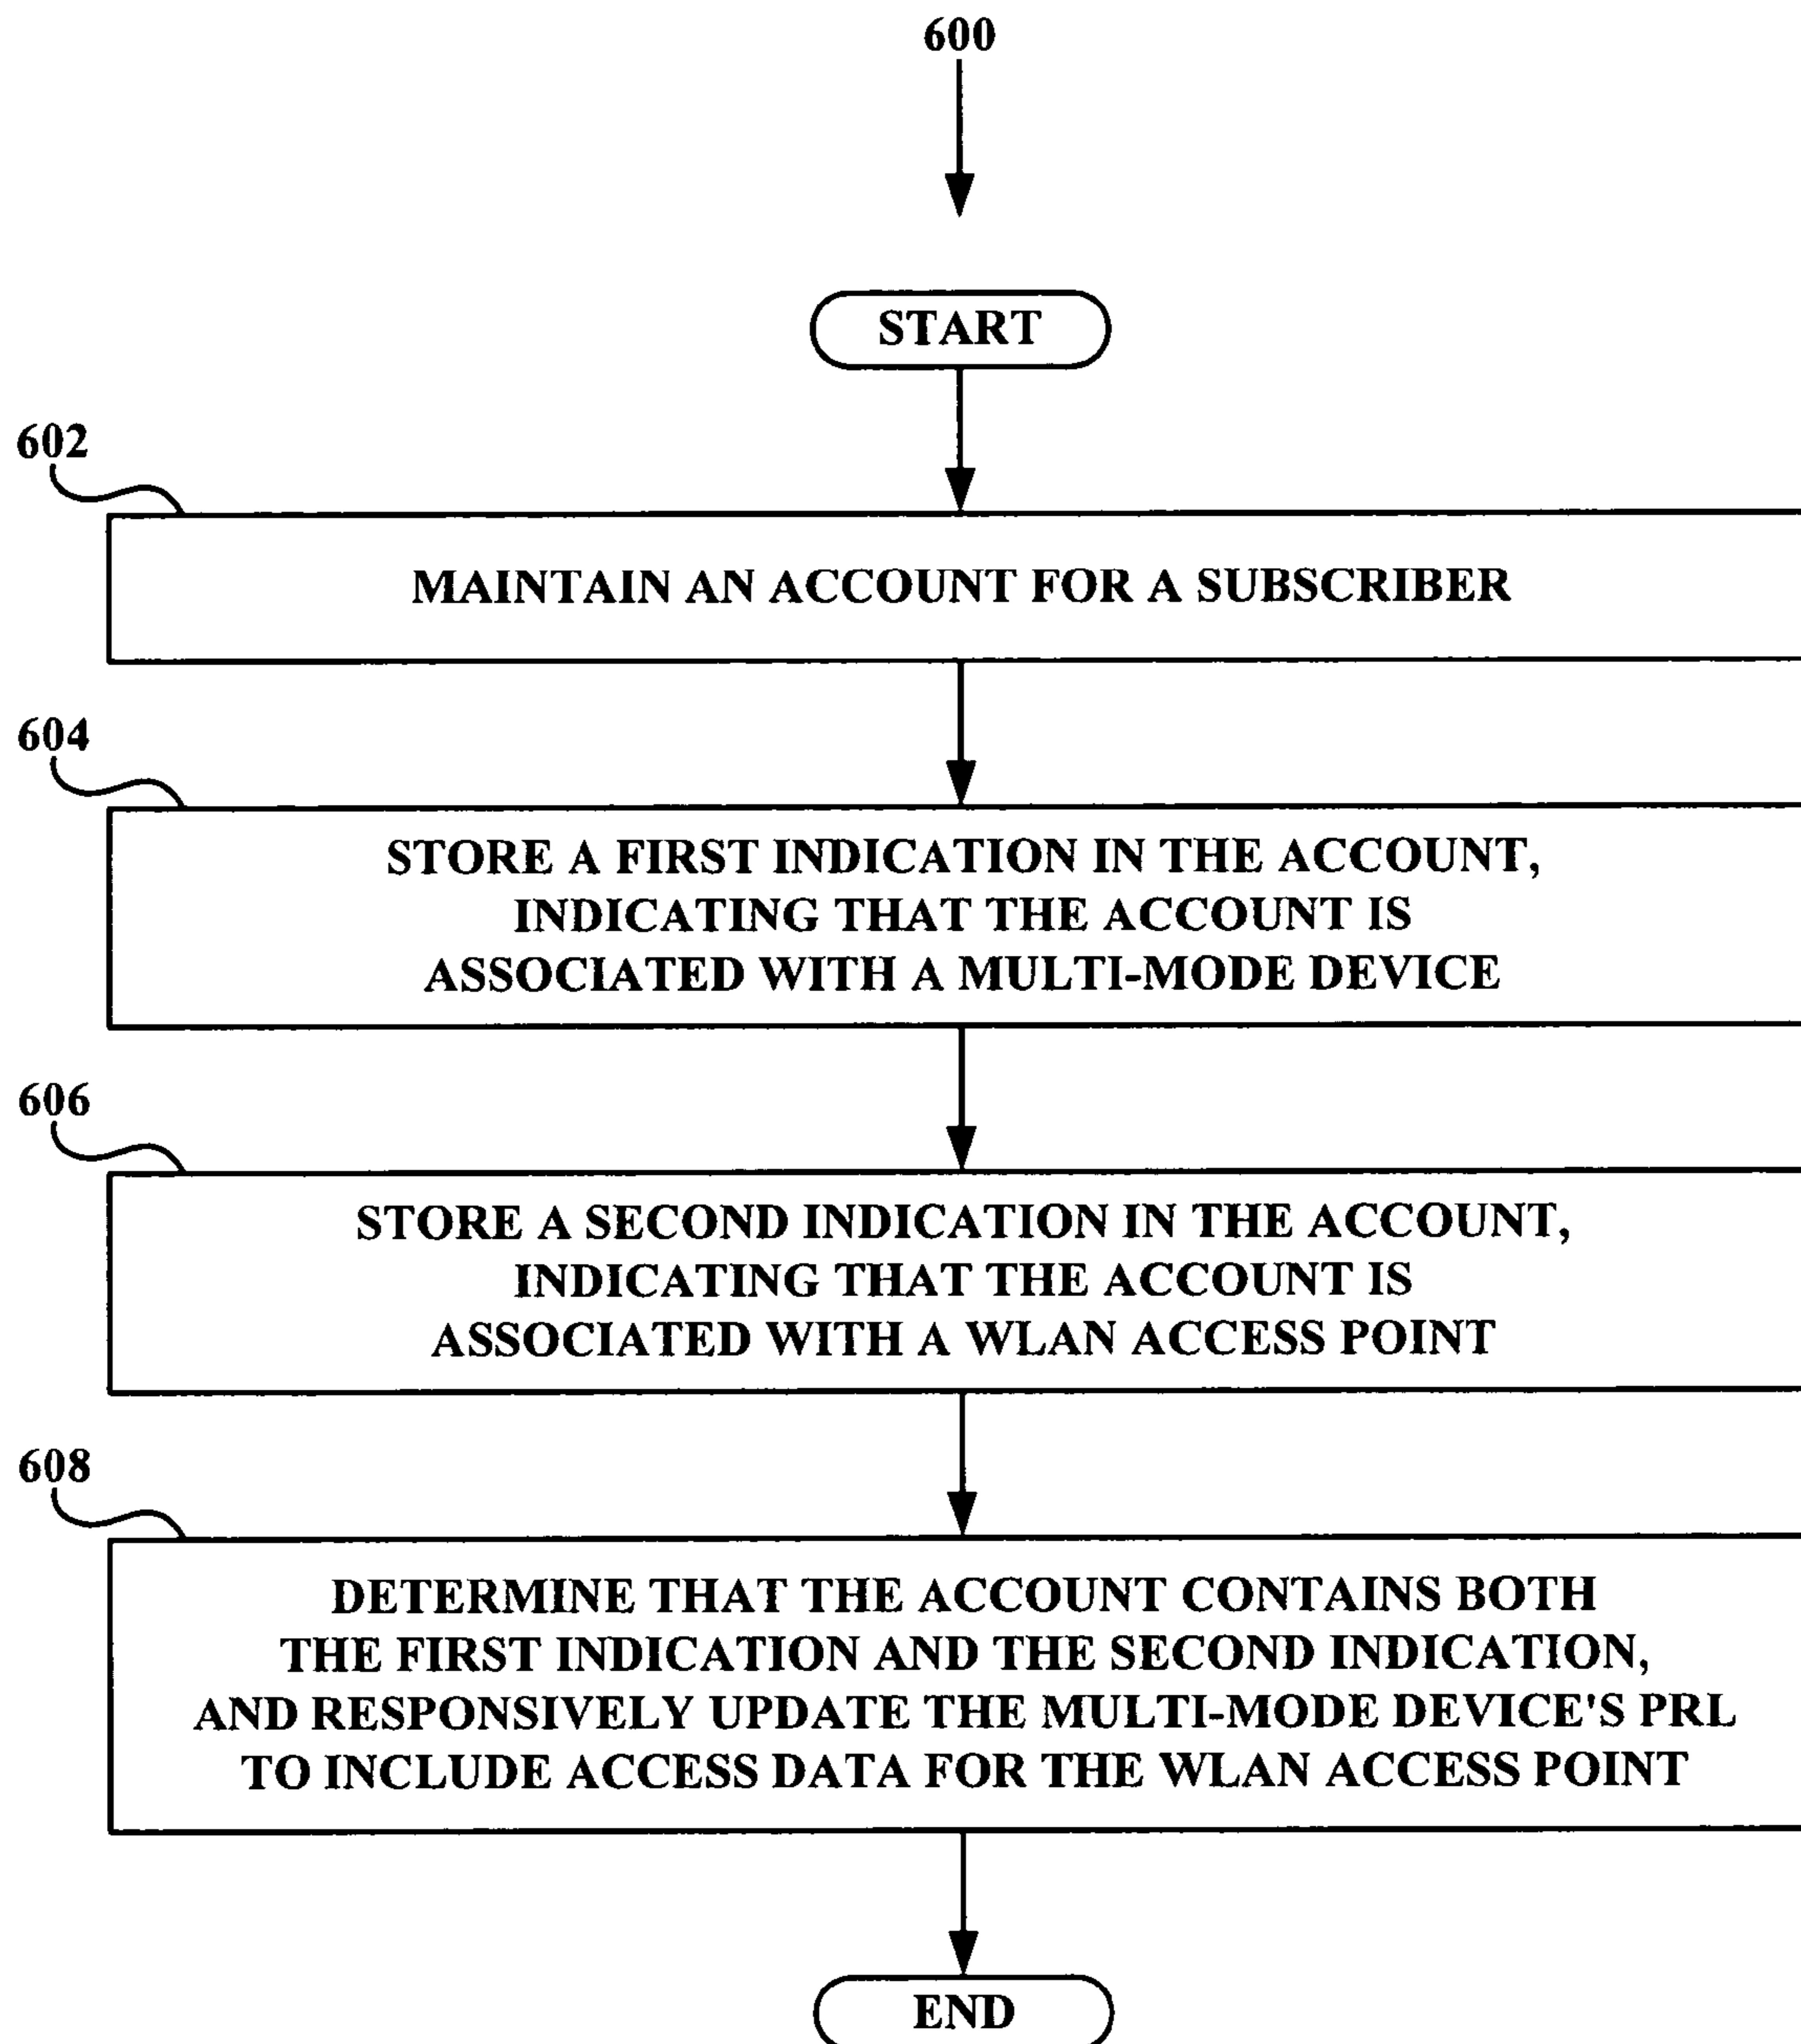 600
START
602
MAINTAIN AN ACCOUNT FOR A SUBSCRIBER
604
STORE A FIRST INDICATION IN THE ACCOUNT,
INDICATING THAT THE ACCOUNT IS
ASSOCIATED WITH A MULTI-MODE DEVICE
606
STORE A SECOND INDICATION IN THE ACCOUNT,
INDICATING THAT THE ACCOUNT IS
ASSOCIATED WITH A WLAN ACCESS POINT
608
DETERMINE THAT THE ACCOUNT CONTAINS BOTH
THE FIRST INDICATION AND THE SECOND INDICATION,
AND RESPONSIVELY UPDATE THE MULTI-MODE DEVICE'S PRL
TO INCLUDE ACCESS DATA FOR THE WLAN ACCESS POINT
END